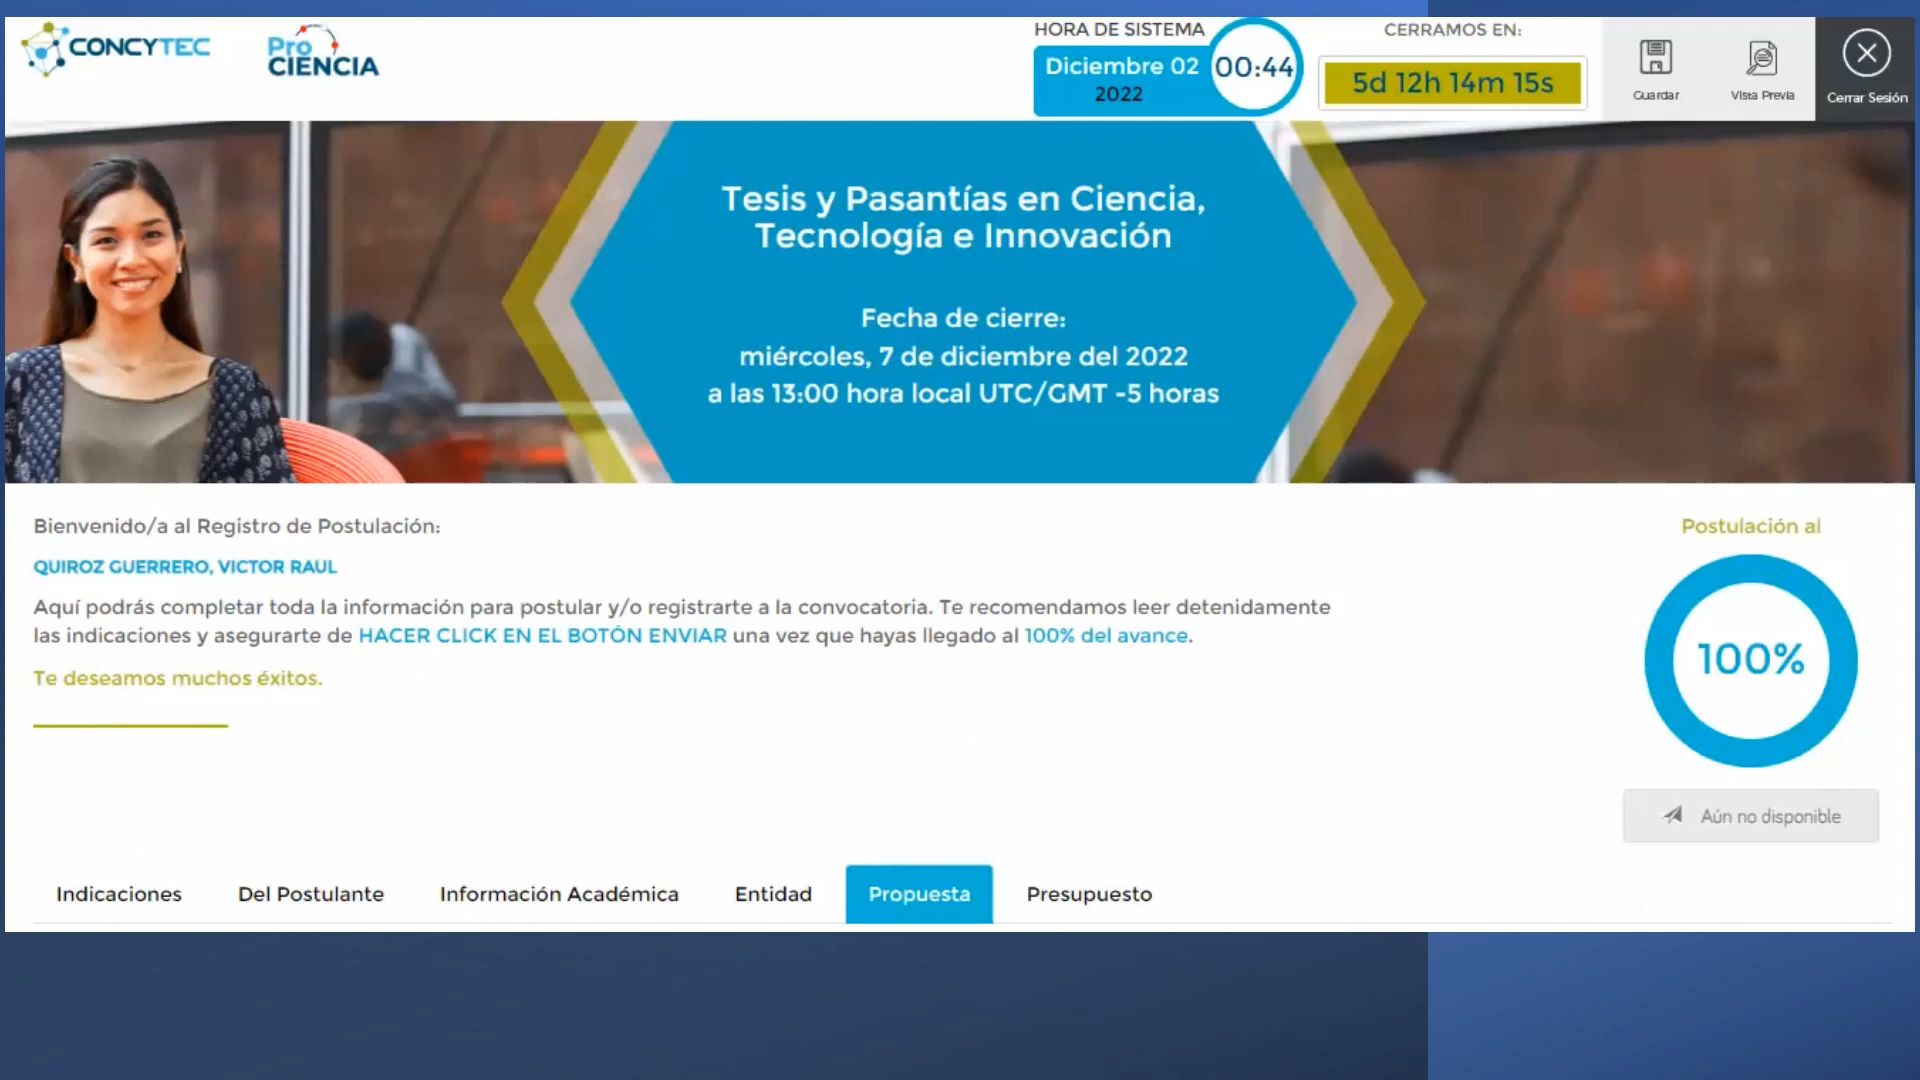 CONCYTEC
Pro
CIENCIA
HORA DE SISTEMA
Diciembre 02
2022
00:44
CERRAMOS EN:
5d 12h 14m 15s
Guardar
Vista Previa
Cerrar Sesión
Tesis y Pasantías en Ciencia,
Tecnología e Innovación
Fecha de cierre:
miércoles, 7 de diciembre del 2022
a las 13:00 hora local UTC/GMT -5 horas
Bienvenido/a al Registro de Postulación:
QUIROZ GUERRERO, VICTOR RAUL
Aquí podrás completar toda la información para postular y/o registrarte a la convocatoria. Te recomendamos leer detenidamente
las indicaciones y asegurarte de HACER CLICK EN EL BOTÓN ENVIAR una vez que hayas llegado al 100% del avance.
Te deseamos muchos éxitos.
Postulación al
100%
Aún no disponible
Indicaciones
Del Postulante
Información Académica
Entidad
Propuesta
Presupuesto